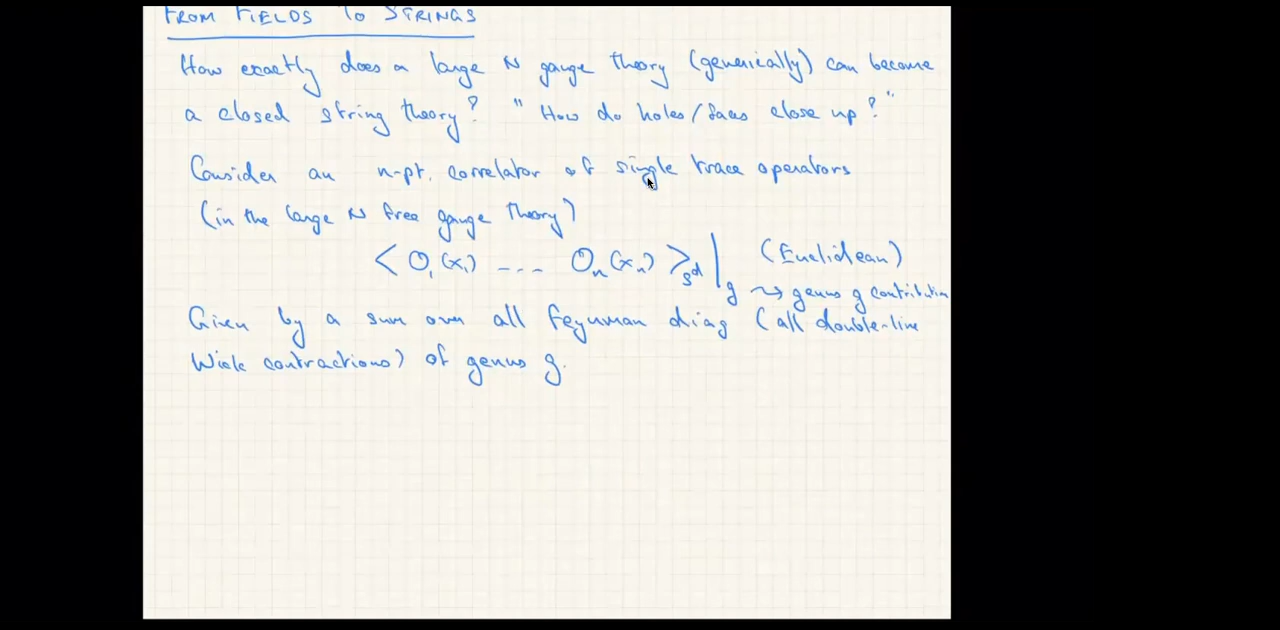 FROM FIELDS TO STRINGS
How exactly does a large N gauge theory (generically) can become
a closed string theory? "How do holes/faces close up?"
Consider an n-pt. correlator of single trace operators
(in the large N free gauge theory)
< O₁(x₁) --- Oₙ(xₙ) >_{S^d} |_g (Euclidean)
g ⇝ genus g contribution
Given by a sum over all Feynman diag (all double-line
Wick contractions) of genus g.